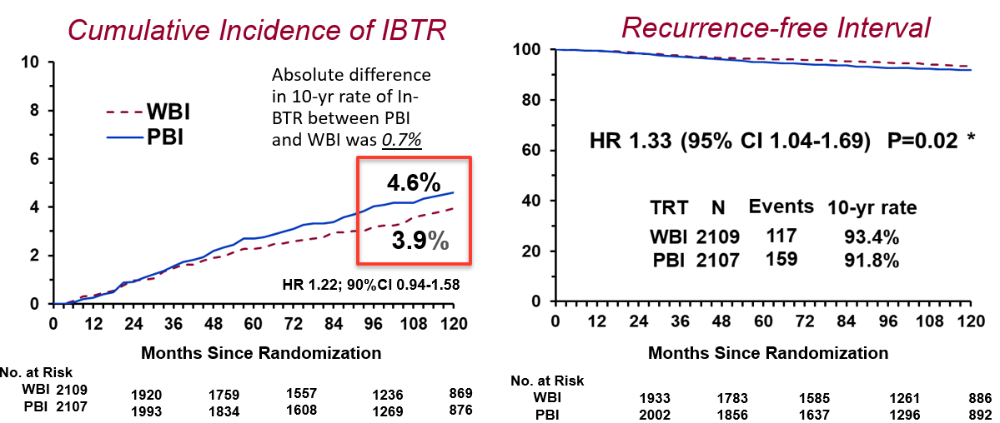 Cumulative Incidence of IBTR
10
8
6
4
2
0
WBI
PBI
Absolute difference
in 10-yr rate of In-
BTR between PBI
and WBI was 0.7%
4.6%
3.9%
HR 1.22; 90%CI 0.94-1.58
0 12 24 36 48 60 72 84 96 108 120
Months Since Randomization
No. at Risk
WBI 2109 1920 1759 1557 1236 869
PBI 2107 1993 1834 1608 1269 876
Recurrence-free Interval
100
80
60
40
20
0
HR 1.33 (95% CI 1.04-1.69) P=0.02 *
TRT N Events 10-yr rate
WBI 2109 117 93.4%
PBI 2107 159 91.8%
0 12 24 36 48 60 72 84 96 108 120
Months Since Randomization
No. at Risk
WBI 1933 1783 1585 1261 886
PBI 2002 1856 1637 1296 892